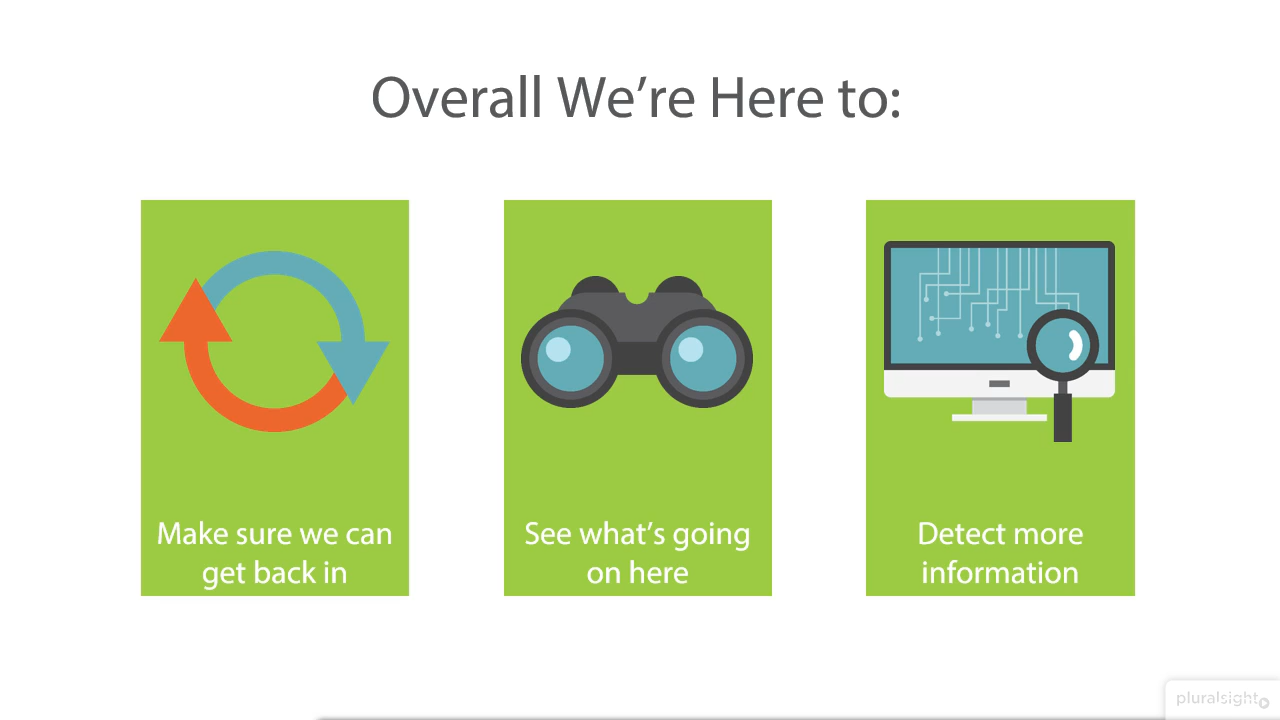 Overall We’re Here to:
Make sure we can
get back in
See what’s going
on here
Detect more
information
pluralsight